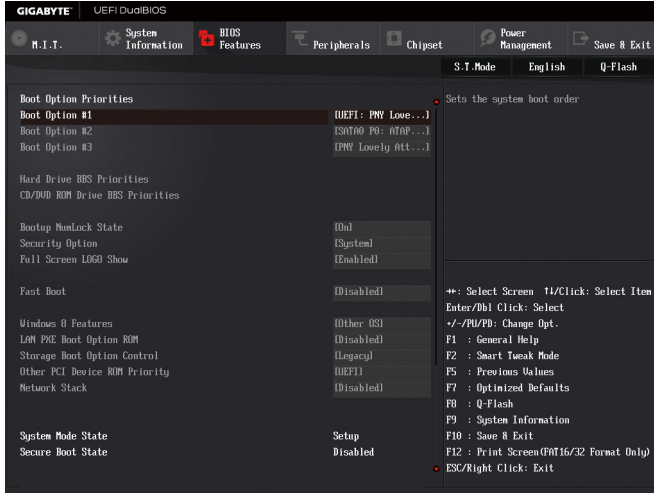 GIGABYTE™ UEFI DualBIOS
M.I.T.
System Information
BIOS Features
Peripherals
Chipset
Power Management
Save & Exit
S.T.Mode English Q-Flash
Boot Option Priorities
Boot Option #1 [UEFI: PNY Love...]
Boot Option #2 [SATA0 P0: ATAP...]
Boot Option #3 [PNY Lovely Att...]
Hard Drive BBS Priorities
CD/DVD ROM Drive BBS Priorities
Bootup NumLock State [On]
Security Option [System]
Full Screen LOGO Show [Enabled]
Fast Boot [Disabled]
Windows 8 Features [Other OS]
LAN PXE Boot Option ROM [Disabled]
Storage Boot Option Control [Legacy]
Other PCI Device ROM Priority [UEFI]
Network Stack [Disabled]
System Mode State Setup
Secure Boot State Disabled
Sets the system boot order
→←: Select Screen ↑↓/Click: Select Item
Enter/Dbl Click: Select
+/-/PU/PD: Change Opt.
F1 : General Help
F2 : Smart Tweak Mode
F5 : Previous Values
F7 : Optimized Defaults
F8 : Q-Flash
F9 : System Information
F10 : Save & Exit
F12 : Print Screen(FAT16/32 Format Only)
ESC/Right Click: Exit